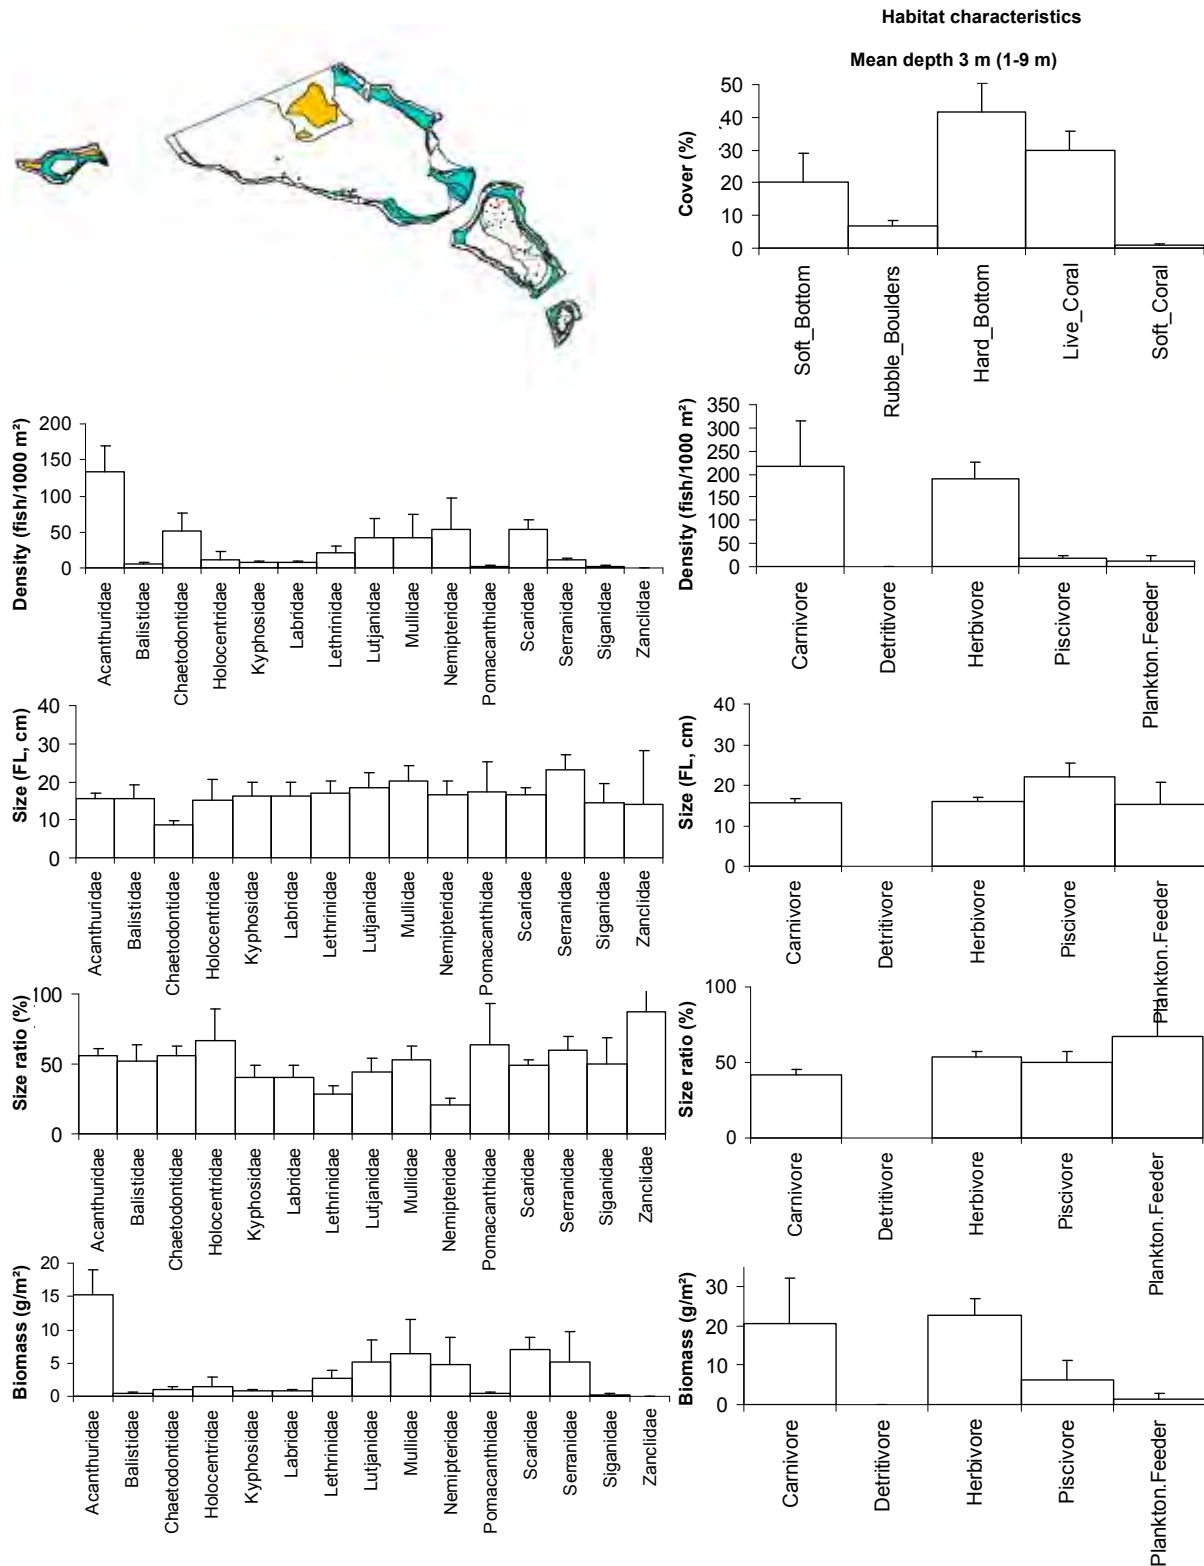 Habitat characteristics
Mean depth 3 m (1-9 m)
Cover (%)
50
40
30
20
10
0
Soft_Bottom
Rubble_Boulders
Hard_Bottom
Live_Coral
Soft_Coral
Density (fish/1000 m²)
200
150
100
50
0
Acanthuridae
Balistidae
Chaetodontidae
Holocentridae
Kyphosidae
Labridae
Lethrinidae
Lutjanidae
Mullidae
Nemipteridae
Pomacanthidae
Scaridae
Serranidae
Siganidae
Zanclidae
Density (fish/1000 m²)
350
300
250
200
150
100
50
0
Carnivore
Detritivore
Herbivore
Piscivore
Plankton.Feeder
Size (FL, cm)
40
30
20
10
0
Acanthuridae
Balistidae
Chaetodontidae
Holocentridae
Kyphosidae
Labridae
Lethrinidae
Lutjanidae
Mullidae
Nemipteridae
Pomacanthidae
Scaridae
Serranidae
Siganidae
Zanclidae
Size (FL, cm)
40
30
20
10
0
Carnivore
Detritivore
Herbivore
Piscivore
Plankton.Feeder
Size ratio (%)
100
50
0
Acanthuridae
Balistidae
Chaetodontidae
Holocentridae
Kyphosidae
Labridae
Lethrinidae
Lutjanidae
Mullidae
Nemipteridae
Pomacanthidae
Scaridae
Serranidae
Siganidae
Zanclidae
Size ratio (%)
100
50
0
Carnivore
Detritivore
Herbivore
Piscivore
Plankton.Feeder
Biomass (g/m²)
20
15
10
5
0
Acanthuridae
Balistidae
Chaetodontidae
Holocentridae
Kyphosidae
Labridae
Lethrinidae
Lutjanidae
Mullidae
Nemipteridae
Pomacanthidae
Scaridae
Serranidae
Siganidae
Zanclidae
Biomass (g/m²)
30
20
10
0
Carnivore
Detritivore
Herbivore
Piscivore
Plankton.Feeder